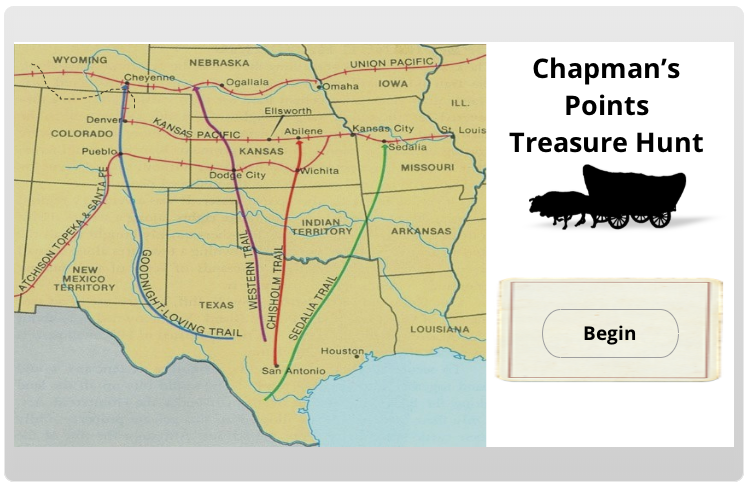 WYOMING
NEBRASKA
UNION PACIFIC
Cheyenne
Ogallala
Omaha
IOWA
ILL.
Ellsworth
Denver
KANSAS PACIFIC
Abilene
Kansas City
St. Louis
COLORADO
KANSAS
Sedalia
Pueblo
Dodge City
Wichita
MISSOURI
ATCHISON TOPEKA & SANTA FE
INDIAN
TERRITORY
ARKANSAS
NEW
MEXICO
TERRITORY
GOODNIGHT-LOVING TRAIL
WESTERN TRAIL
CHISHOLM TRAIL
SEDALIA TRAIL
TEXAS
LOUISIANA
Houston
San Antonio
Chapman's
Points
Treasure Hunt
Begin